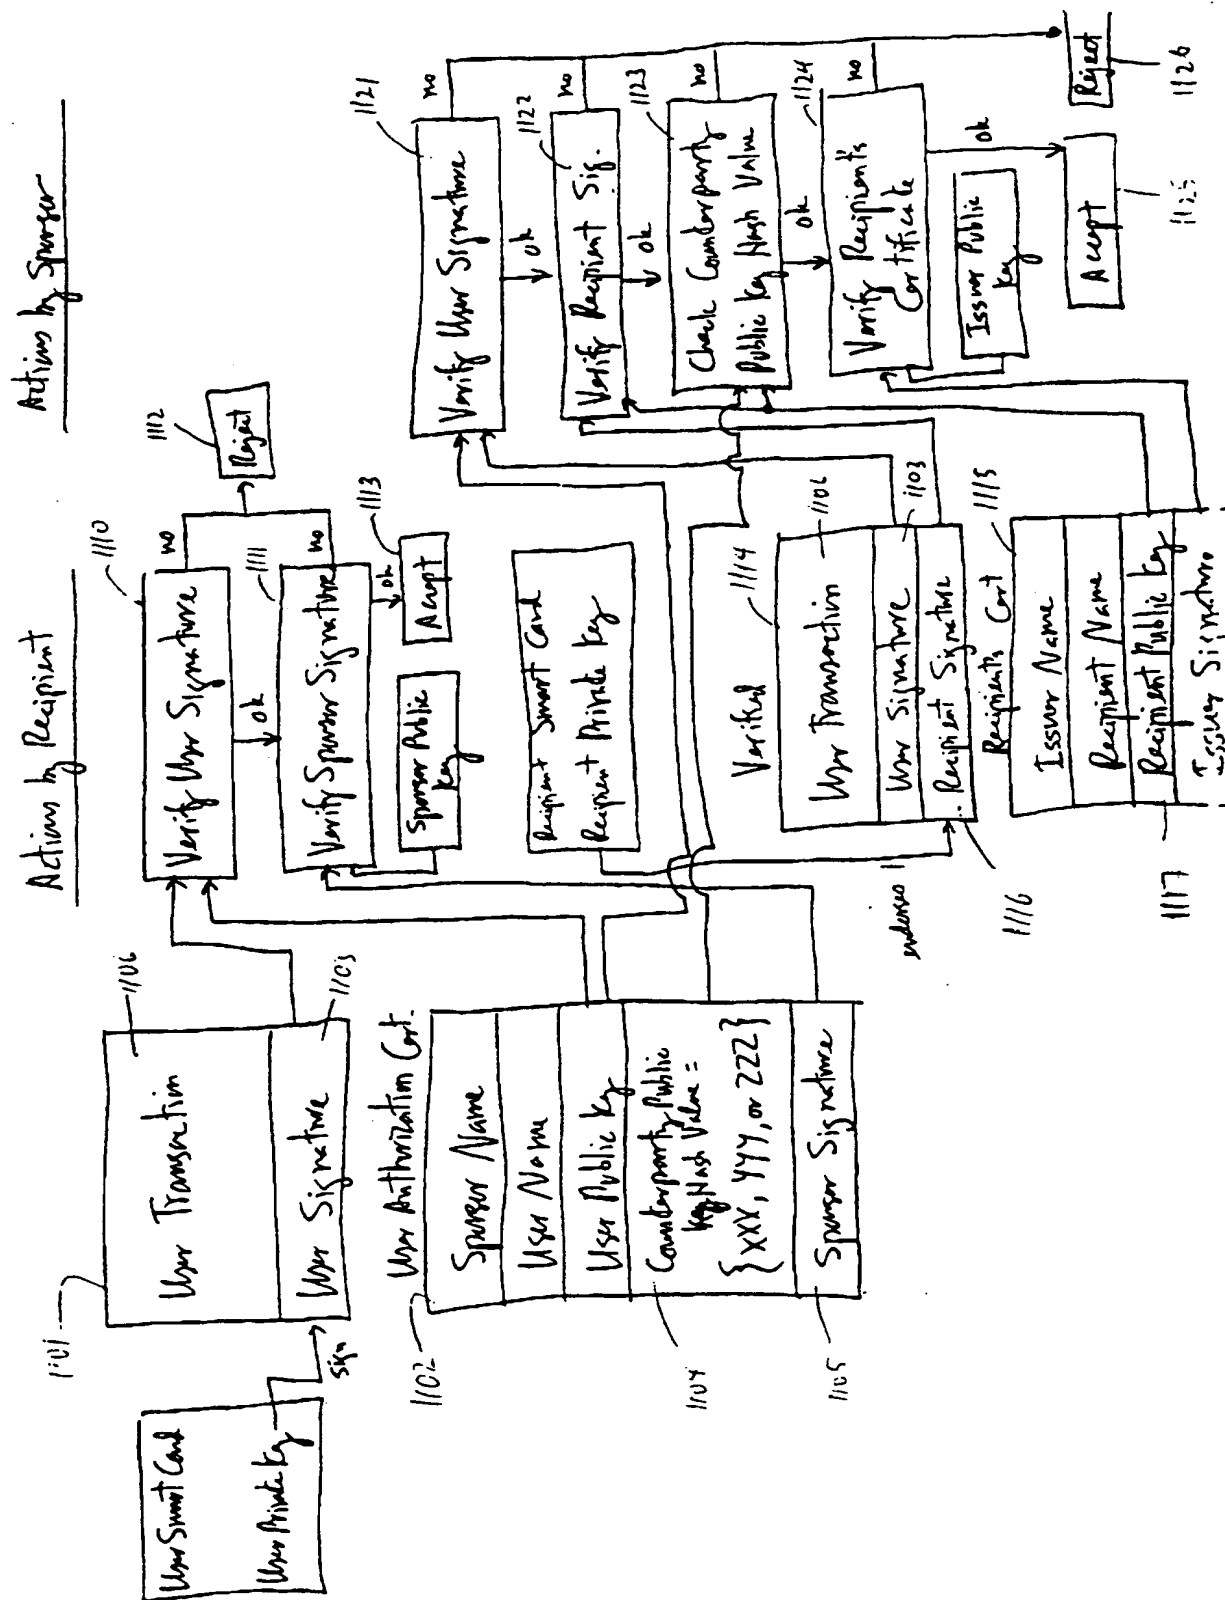 User Smart Card
User Private Key
sign
1101
User Transaction
1106
User Signature
1103
User Authorization Cert.
1102
Sponsor Name
User Name
User Public Key
Counterparty Public
Key Hash Value =
{XXX, YYY, or ZZZ}
1104
Sponsor Signature
1105
Actions by Recipient
1110
Verify User Signature
no
ok
1111
Verify Sponsor Signature
no
ok
1112
Reject
1113
Accept
Sponsor Public
Key
Recipient Smart Card
Recipient Private Key
endorses
Verified
1114
User Transaction
1106
User Signature
1103
Recipient Signature
1116
Recipient's Cert
1115
Issuer Name
Recipient Name
Recipient Public Key
1117
Issuer Signature
Actions by Sponsor
1121
Verify User Signature
no
ok
1122
Verify Recipient Sig.
no
ok
1123
Check Counterparty
Public Key Hash Value
no
ok
1124
Verify Recipient's
Certificate
no
ok
Issuer Public
Key
Accept
1125
Reject
1126